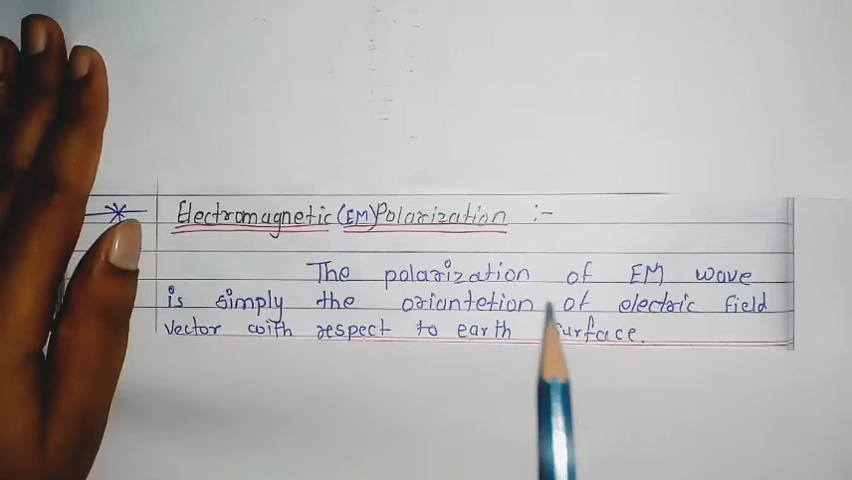 Electromagnetic (EM) Polarization :-
The polarization of EM wave
is simply the oriantetion of electric field
vector with respect to earth surface.